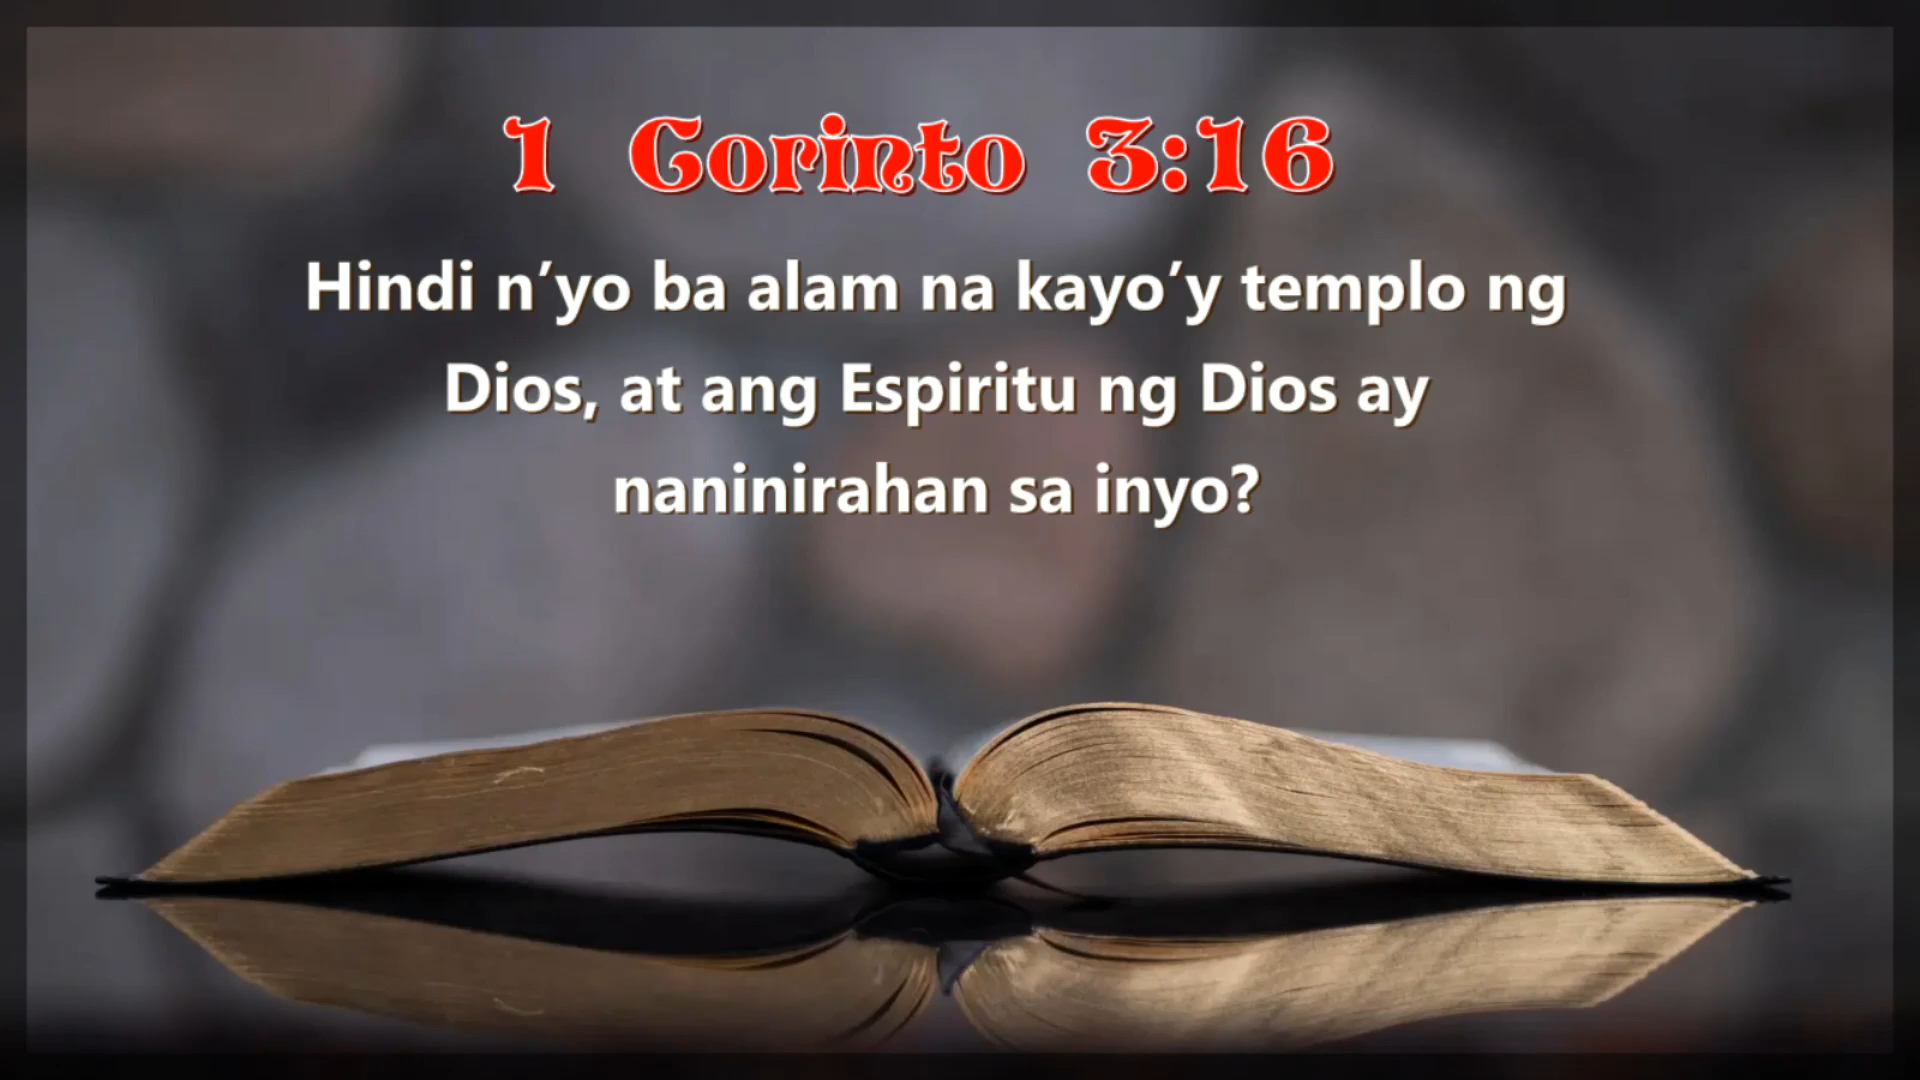 1 Corinto 3:16
Hindi n’yo ba alam na kayo’y templo ng
Dios, at ang Espiritu ng Dios ay
naninirahan sa inyo?